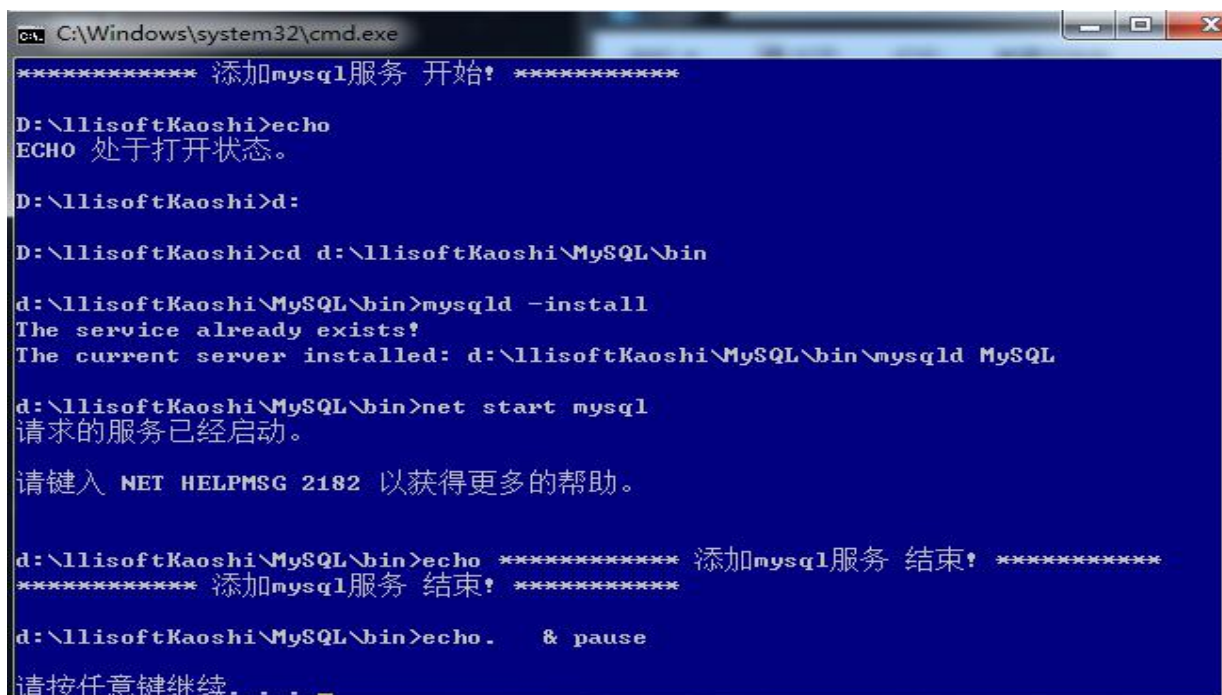 C:\Windows\system32\cmd.exe
************ 添加mysql服务 开始! ***********
D:\llisoftKaoshi>echo
ECHO 处于打开状态。
D:\llisoftKaoshi>d:
D:\llisoftKaoshi>cd d:\llisoftKaoshi\MySQL\bin
d:\llisoftKaoshi\MySQL\bin>mysqld -install
The service already exists!
The current server installed: d:\llisoftKaoshi\MySQL\bin\mysqld MySQL
d:\llisoftKaoshi\MySQL\bin>net start mysql
请求的服务已经启动。
请键入 NET HELPMSG 2182 以获得更多的帮助。
d:\llisoftKaoshi\MySQL\bin>echo ************ 添加mysql服务 结束! ***********
************ 添加mysql服务 结束! ***********
d:\llisoftKaoshi\MySQL\bin>echo.   & pause
请按任意键继续. . .